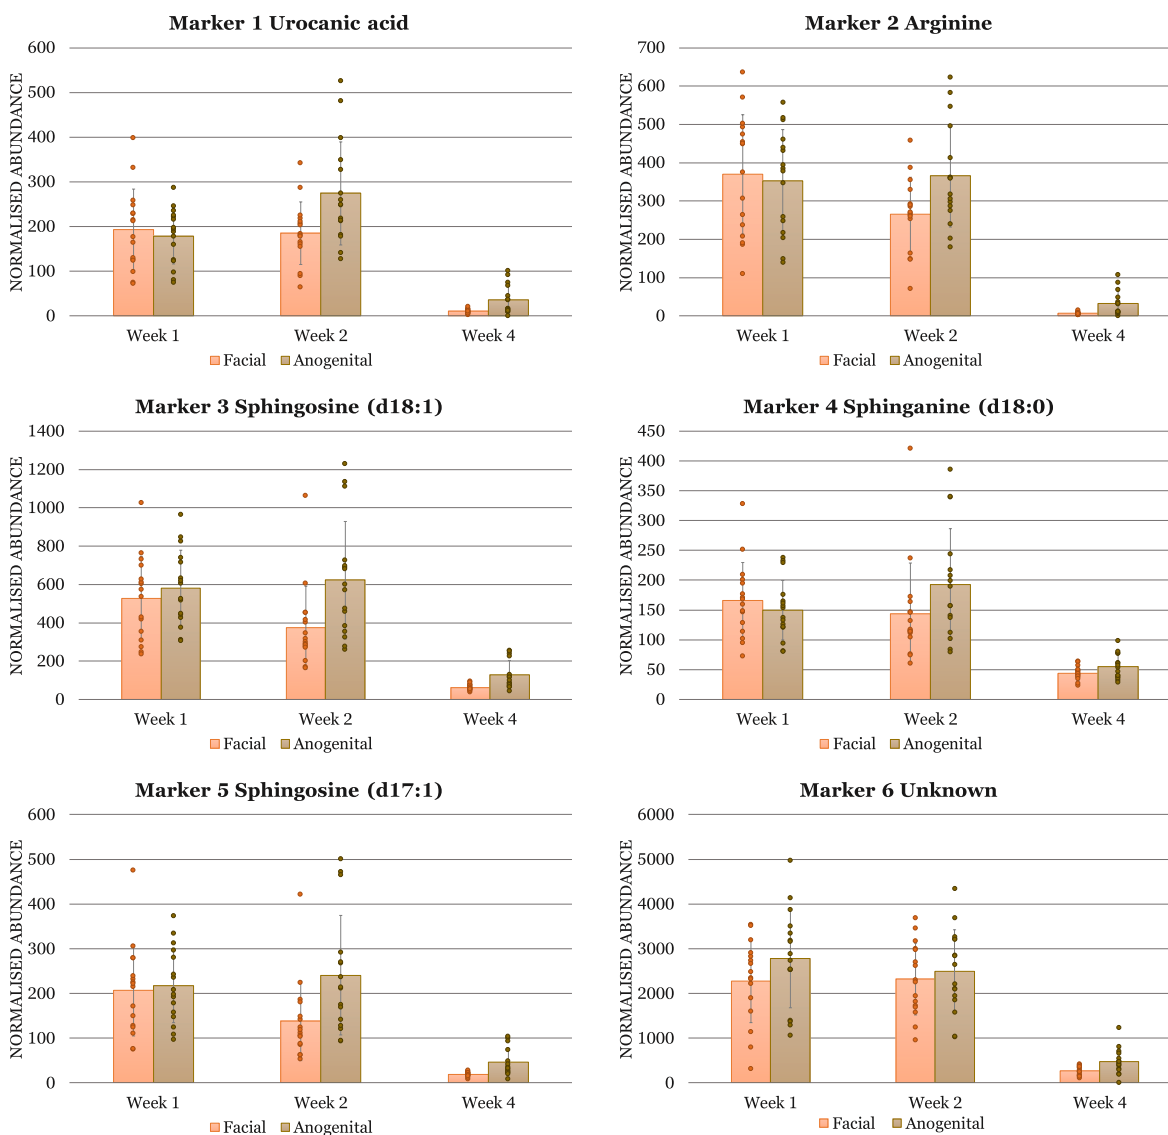 Marker 1 Urocanic acid
NORMALISED ABUNDANCE
600
500
400
300
200
100
0
Week 1 Week 2 Week 4
Facial Anogenital
Marker 2 Arginine
NORMALISED ABUNDANCE
700
600
500
400
300
200
100
0
Week 1 Week 2 Week 4
Facial Anogenital
Marker 3 Sphingosine (d18:1)
NORMALISED ABUNDANCE
1400
1200
1000
800
600
400
200
0
Week 1 Week 2 Week 4
Facial Anogenital
Marker 4 Sphinganine (d18:0)
NORMALISED ABUNDANCE
450
400
350
300
250
200
150
100
50
0
Week 1 Week 2 Week 4
Facial Anogenital
Marker 5 Sphingosine (d17:1)
NORMALISED ABUNDANCE
600
500
400
300
200
100
0
Week 1 Week 2 Week 4
Facial Anogenital
Marker 6 Unknown
NORMALISED ABUNDANCE
6000
5000
4000
3000
2000
1000
0
Week 1 Week 2 Week 4
Facial Anogenital